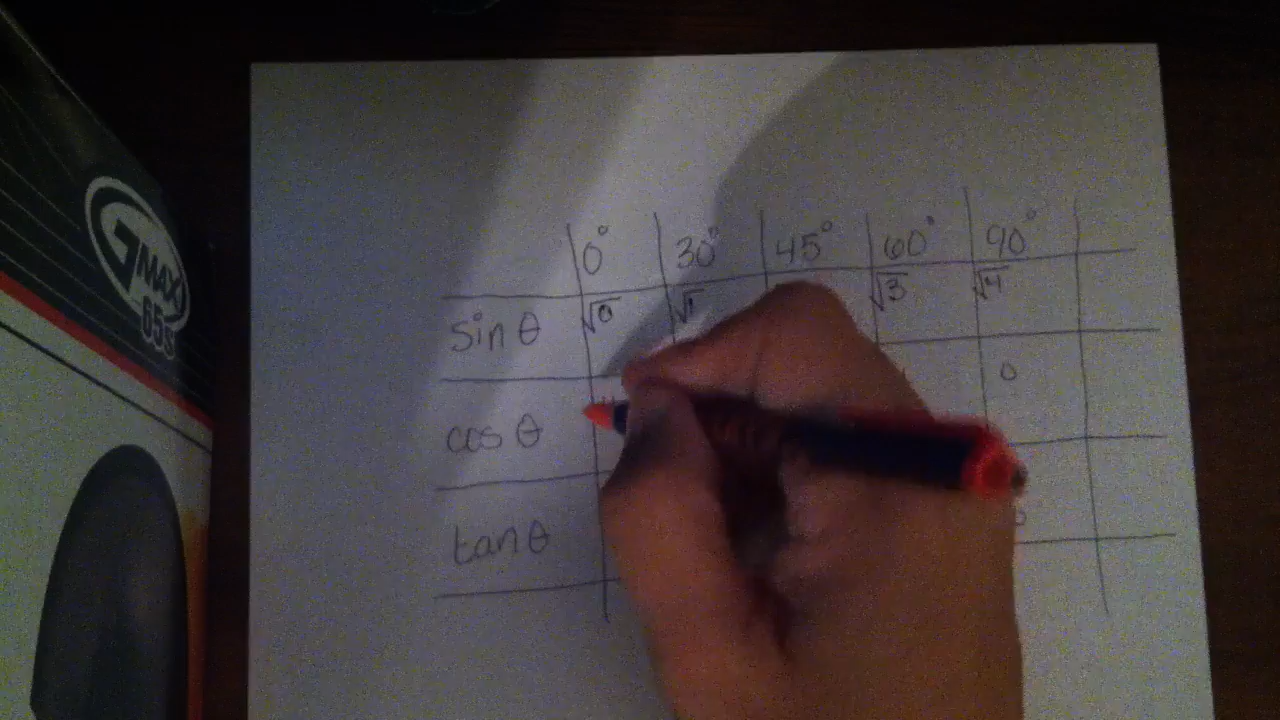 GMAX
65S
0° 30° 45° 60° 90°
sin θ √0 √1 √3 √4
cos θ 0
tan θ